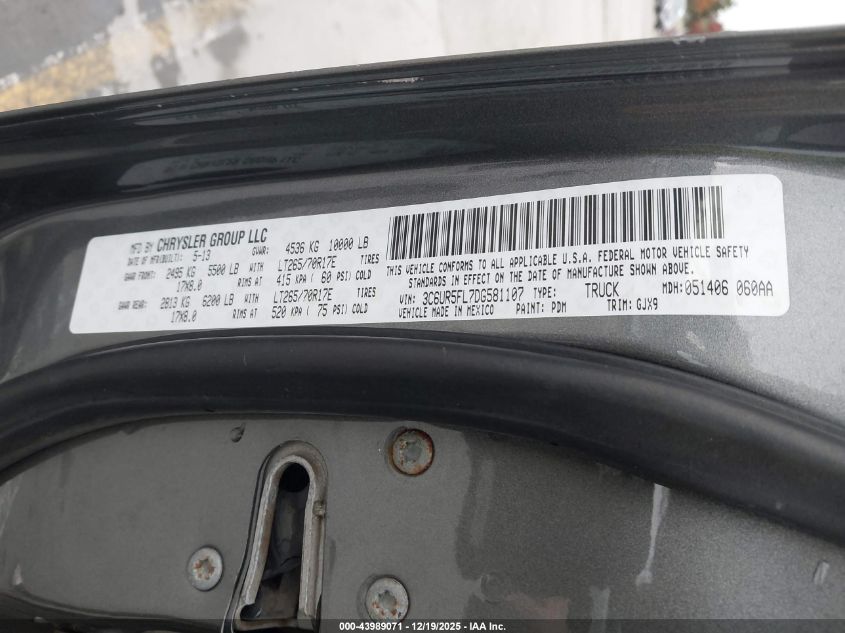 MFD BY CHRYSLER GROUP LLC
DATE OF MFR(BUILT): 5-13 GVWR: 4536 KG 10000 LB
GAWR FRONT: 2495 KG 5500 LB WITH LT265/70R17E TIRES
17X8.0 RIMS AT 415 KPA ( 60 PSI) COLD
GAWR REAR: 2813 KG 6200 LB WITH LT265/70R17E TIRES
17X8.0 RIMS AT 520 KPA ( 75 PSI) COLD
THIS VEHICLE CONFORMS TO ALL APPLICABLE U.S.A. FEDERAL MOTOR VEHICLE SAFETY
STANDARDS IN EFFECT ON THE DATE OF MANUFACTURE SHOWN ABOVE.
VIN: 3C6UR5FL7DG581107 TYPE: TRUCK MDH: 051406 060AA
VEHICLE MADE IN MEXICO PAINT: PDM TRIM: GJX9
000-43989071 - 12/19/2025 - IAA Inc.